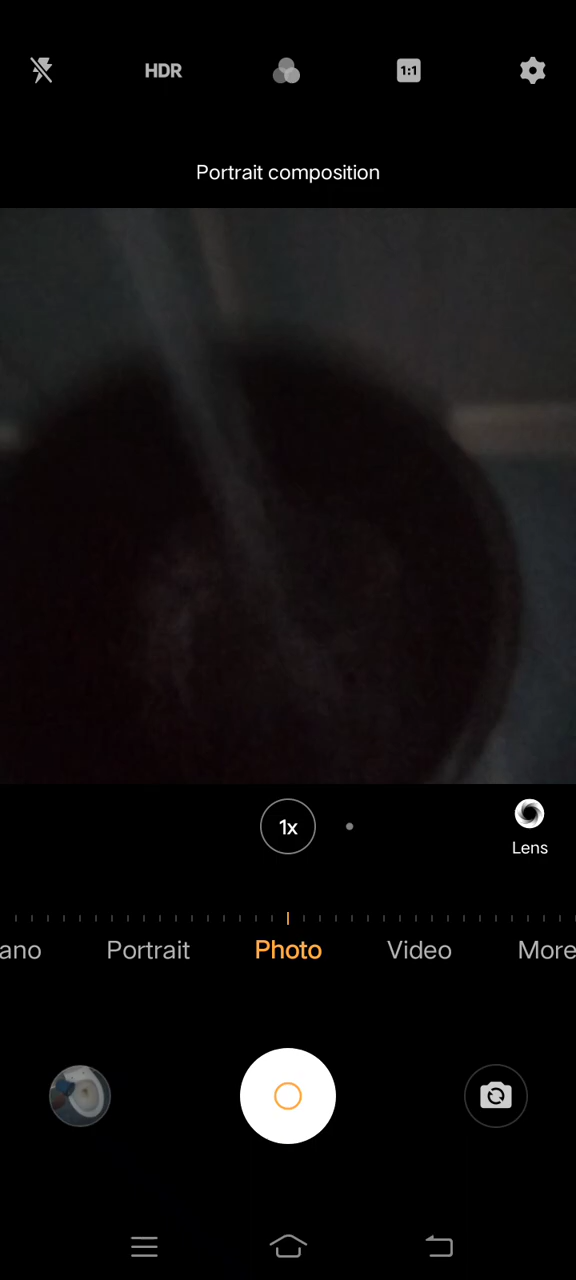 HDR
1:1
Portrait composition
1x
Lens
ano
Portrait
Photo
Video
More